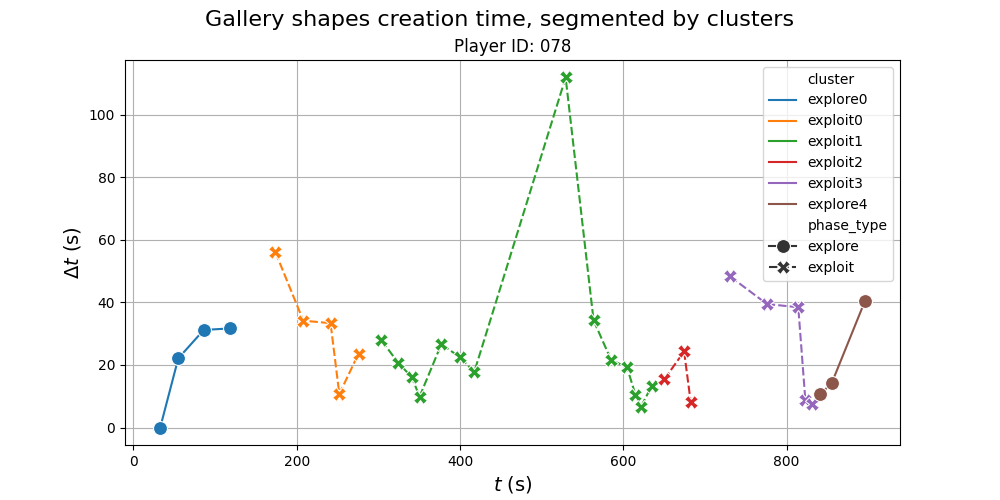 Gallery shapes creation time, segmented by clusters
Player ID: 078
cluster
explore0
exploit0
exploit1
exploit2
exploit3
explore4
phase_type
explore
exploit
Δt (s)
100
80
60
40
20
0
0 200 400 600 800
t (s)